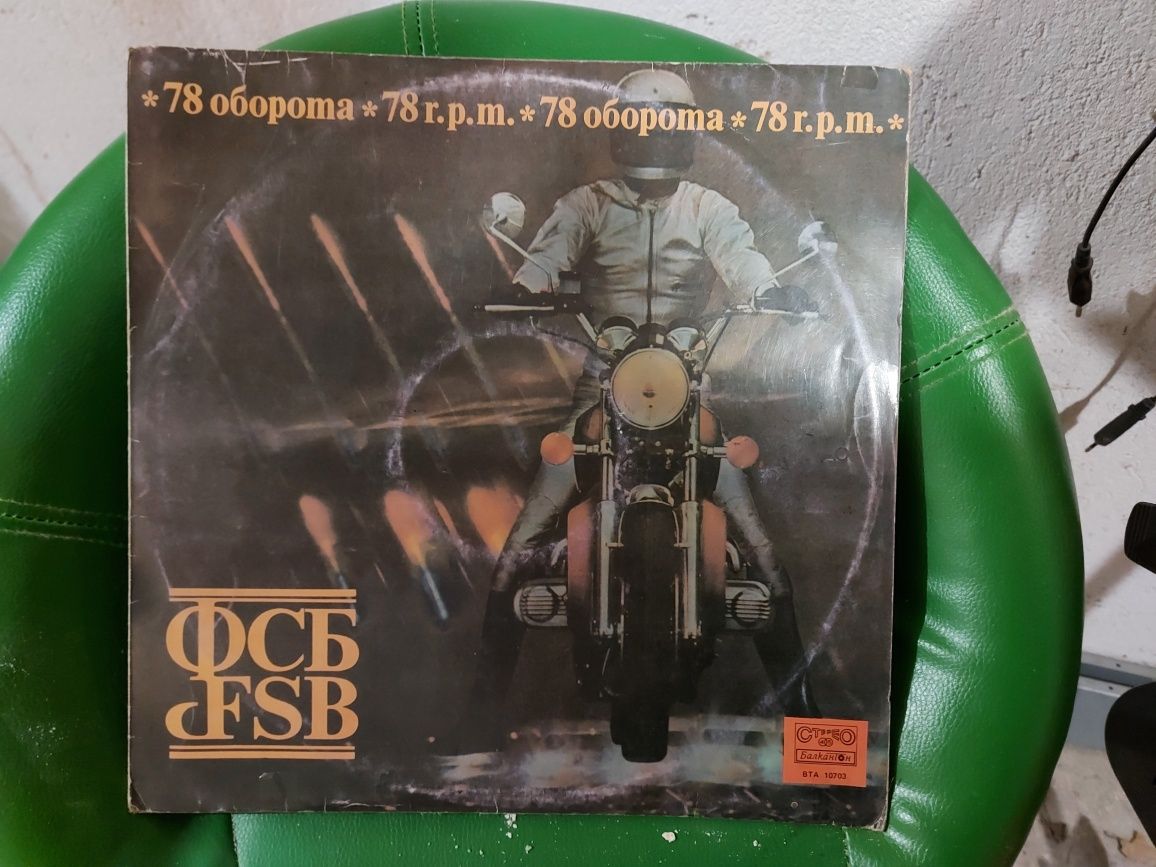 * 78 оборота * 78 r.p.m. * 78 оборота * 78 r.p.m. *
ФСБ
FSB
СТЕРЕО
Балкантон
ВТА 10703